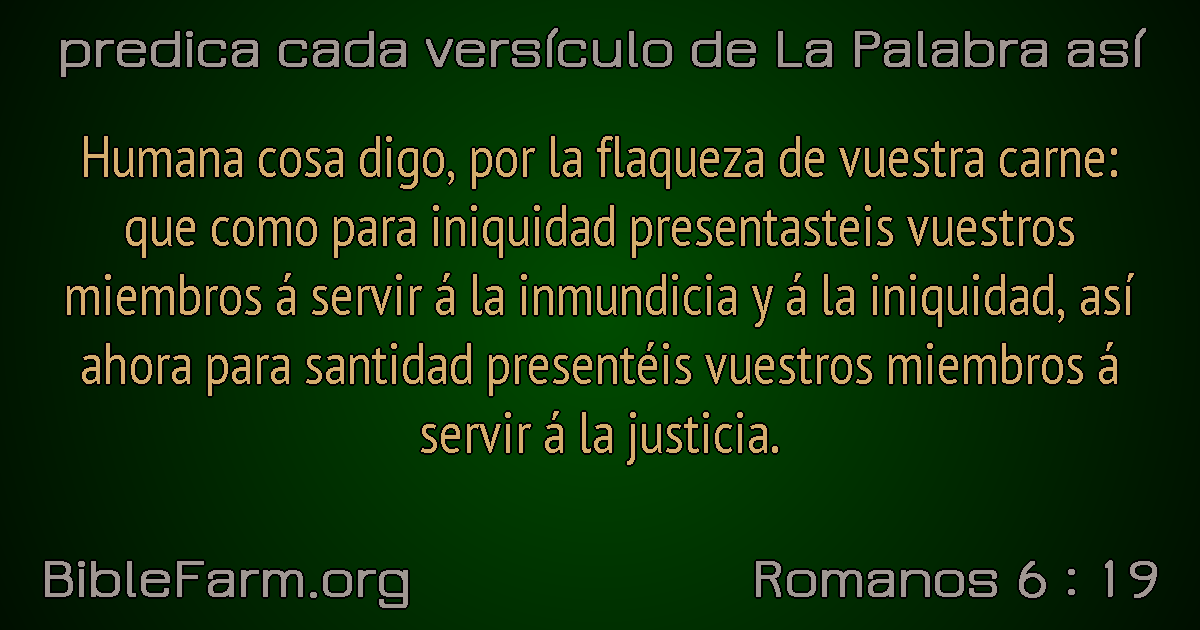 predica cada versículo de La Palabra así
Humana cosa digo, por la flaqueza de vuestra carne:
que como para iniquidad presentasteis vuestros
miembros á servir á la inmundicia y á la iniquidad, así
ahora para santidad presentéis vuestros miembros á
servir á la justicia.
BibleFarm.org
Romanos 6 : 19